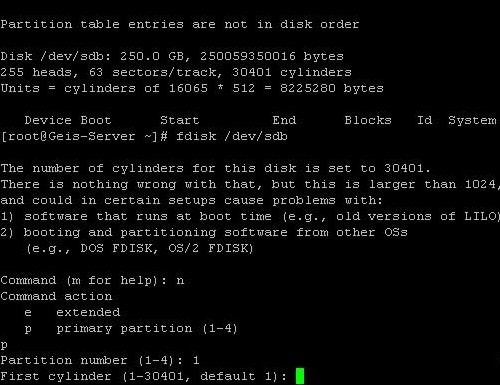 Partition table entries are not in disk order
Disk /dev/sdb: 250.0 GB, 250059350016 bytes
255 heads, 63 sectors/track, 30401 cylinders
Units = cylinders of 16065 * 512 = 8225280 bytes
Device Boot Start End Blocks Id System
[root@Geis-Server ~]# fdisk /dev/sdb
The number of cylinders for this disk is set to 30401.
There is nothing wrong with that, but this is larger than 1024,
and could in certain setups cause problems with:
1) software that runs at boot time (e.g., old versions of LILO)
2) booting and partitioning software from other OSs
(e.g., DOS FDISK, OS/2 FDISK)
Command (m for help): n
Command action
e extended
p primary partition (1-4)
p
Partition number (1-4): 1
First cylinder (1-30401, default 1):